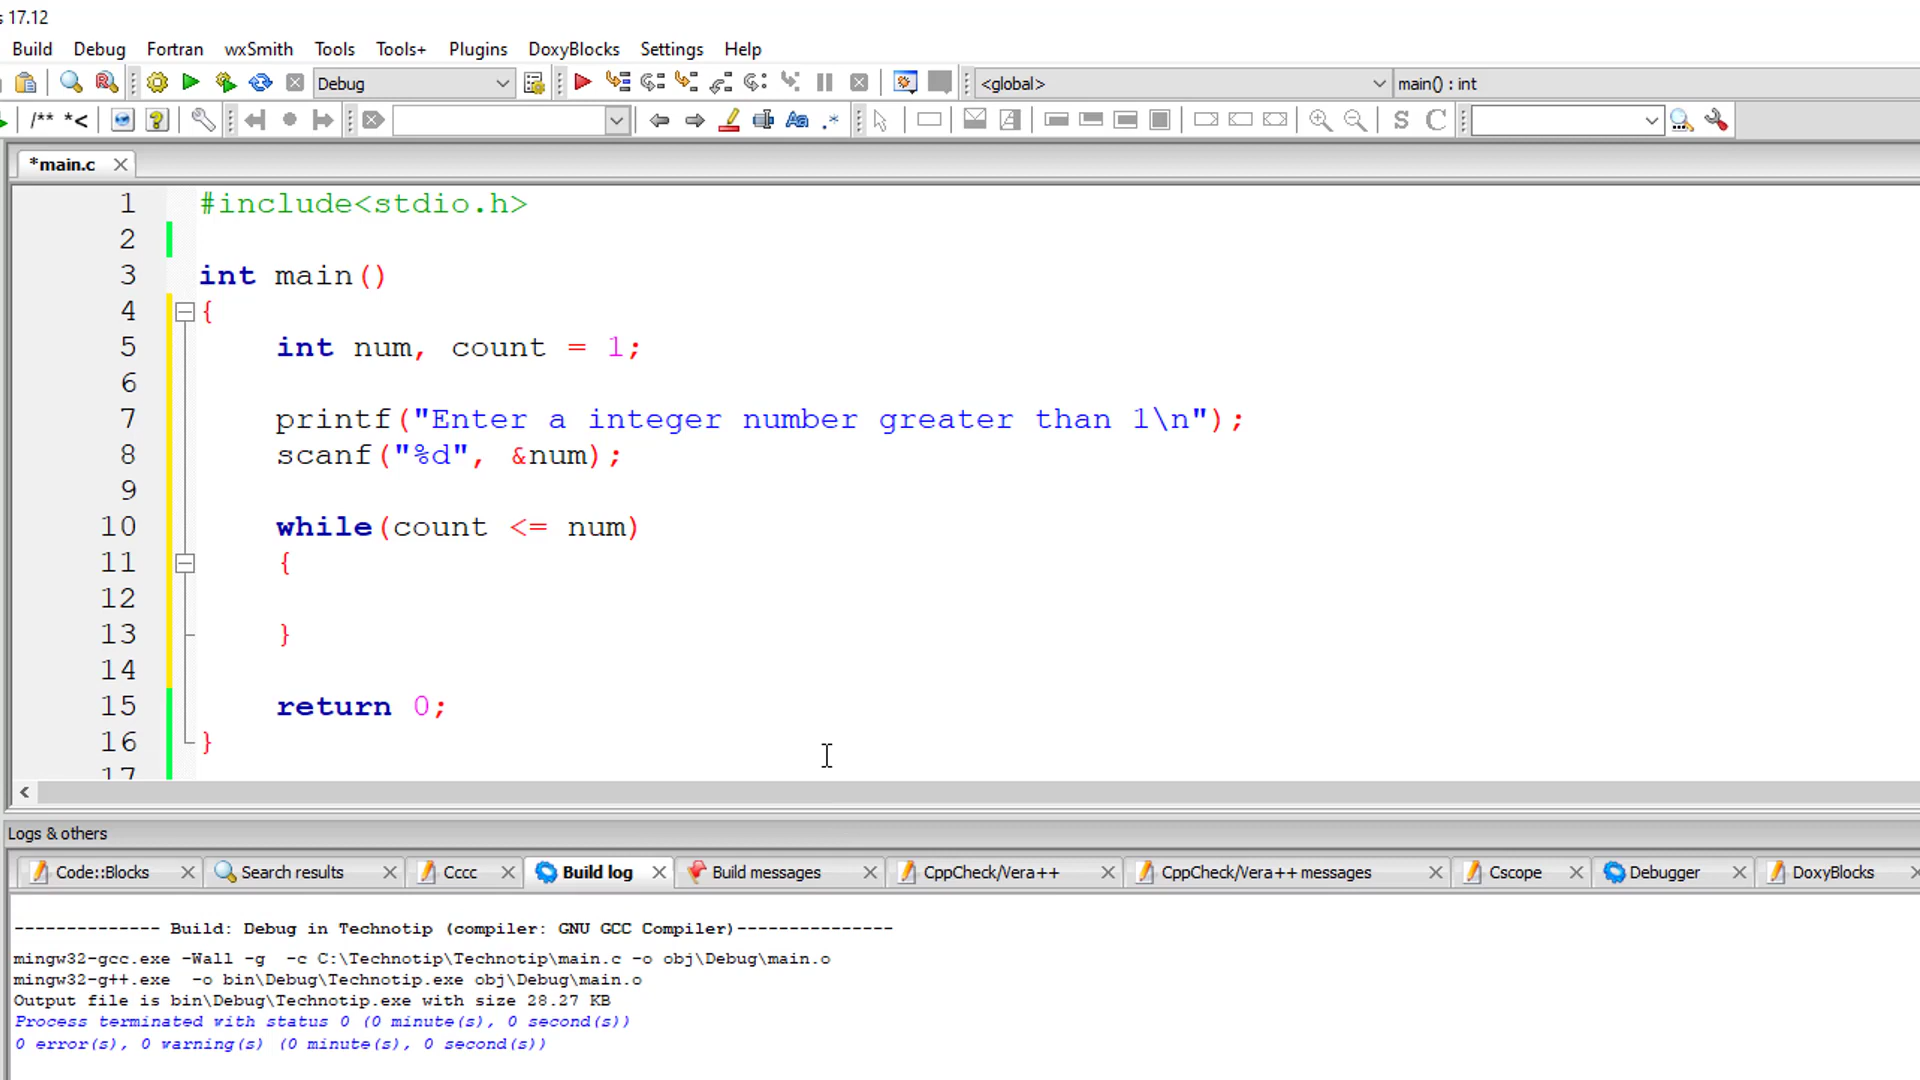 s 17.12
Build Debug Fortran wxSmith Tools Tools+ Plugins DoxyBlocks Settings Help
Debug <global> main() : int
/** *< Aa .* S C
*main.c
1 #include<stdio.h>
2
3 int main()
4 {
5 int num, count = 1;
6
7 printf("Enter a integer number greater than 1\n");
8 scanf("%d", &num);
9
10 while(count <= num)
11 {
12
13 }
14
15 return 0;
16 }
17
Logs & others
Code::Blocks Search results Cccc Build log Build messages CppCheck/Vera++ CppCheck/Vera++ messages Cscope Debugger DoxyBlocks
-------------- Build: Debug in Technotip (compiler: GNU GCC Compiler)---------------
mingw32-gcc.exe -Wall -g -c C:\Technotip\Technotip\main.c -o obj\Debug\main.o
mingw32-g++.exe -o bin\Debug\Technotip.exe obj\Debug\main.o
Output file is bin\Debug\Technotip.exe with size 28.27 KB
Process terminated with status 0 (0 minute(s), 0 second(s))
0 error(s), 0 warning(s) (0 minute(s), 0 second(s))